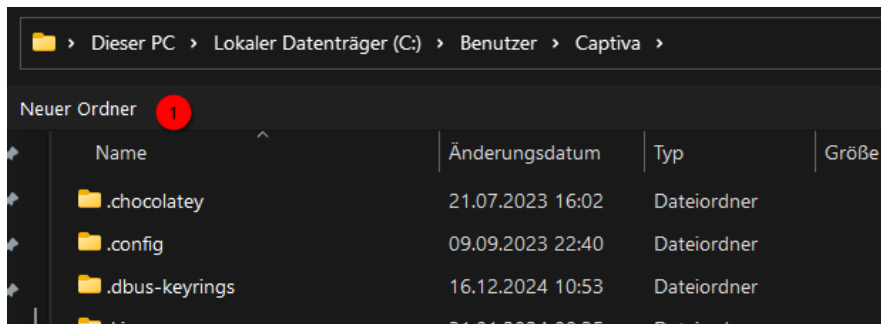 Dieser PC > Lokaler Datenträger (C:) > Benutzer > Captiva >
Neuer Ordner 1
Name Änderungsdatum Typ Größe
.chocolatey 21.07.2023 16:02 Dateiordner
.config 09.09.2023 22:40 Dateiordner
.dbus-keyrings 16.12.2024 10:53 Dateiordner